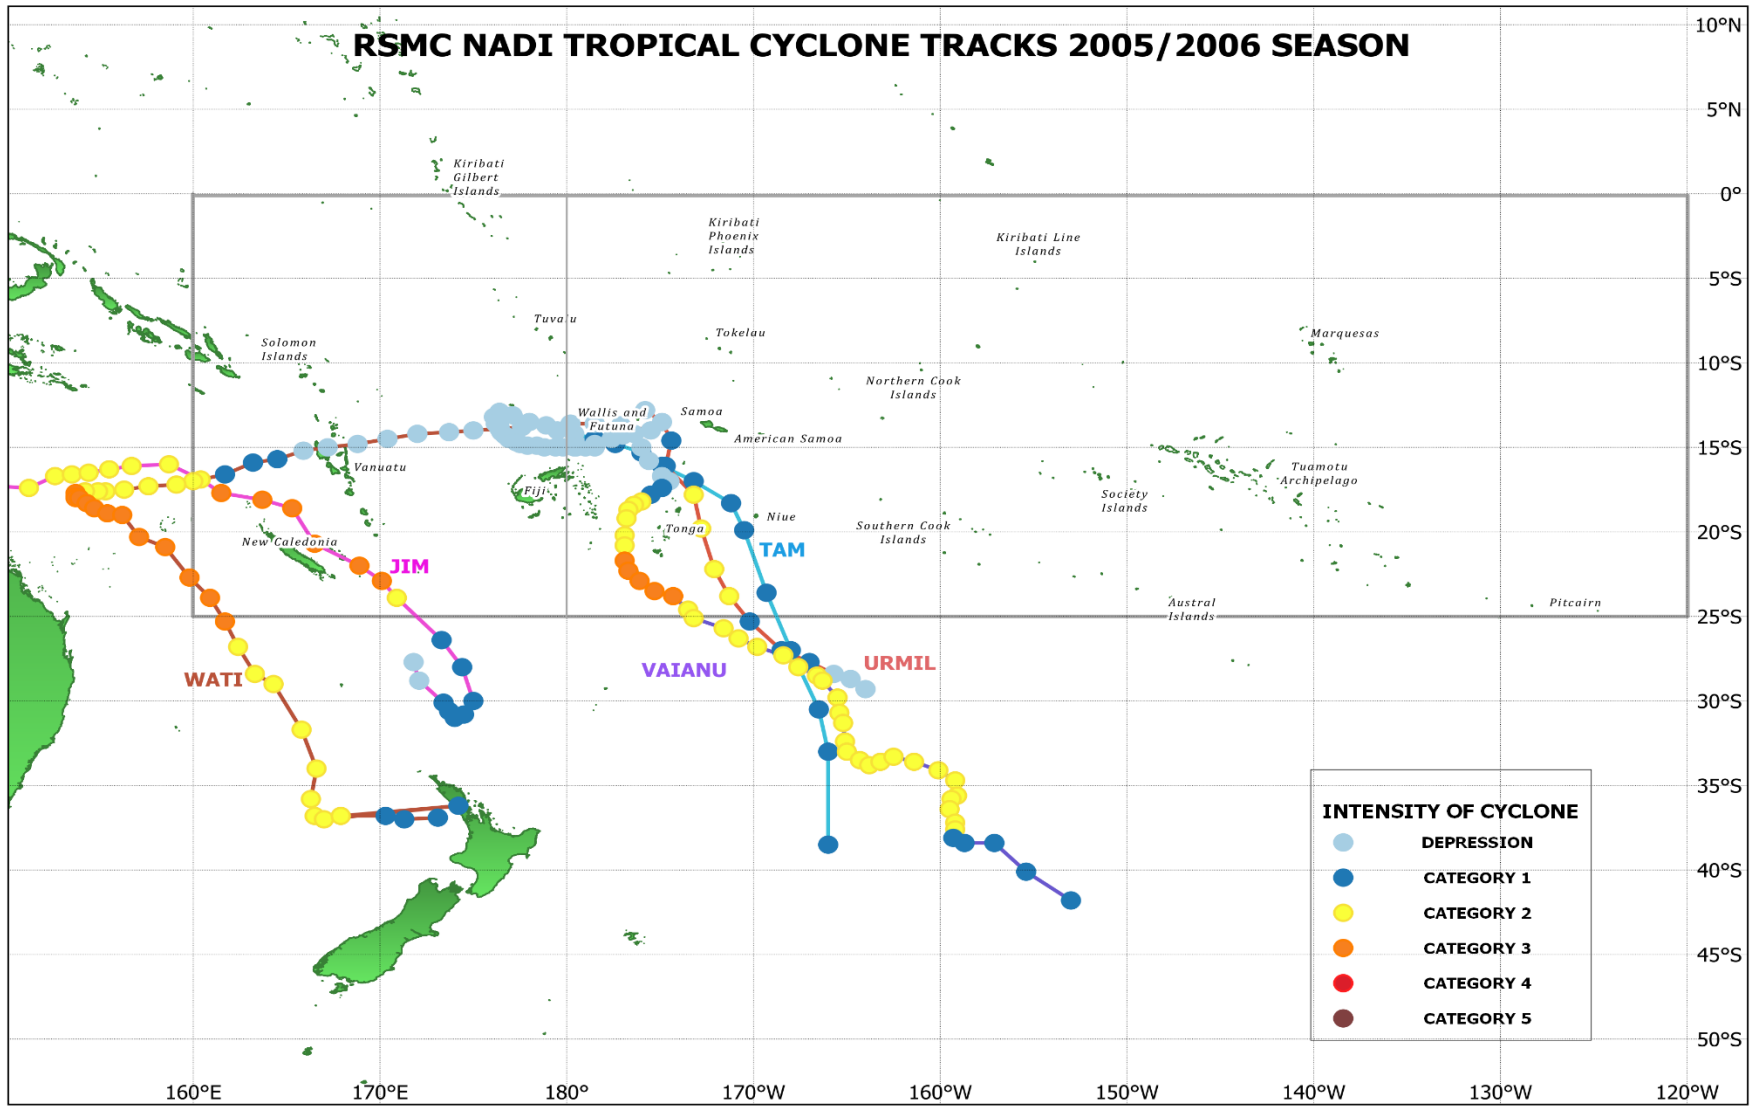 RSMC NADI TROPICAL CYCLONE TRACKS 2005/2006 SEASON
10°N
5°N
0°
5°S
10°S
15°S
20°S
25°S
30°S
35°S
40°S
45°S
50°S
Kiribati
Gilbert
Islands
Kiribati
Phoenix
Islands
Kiribati Line
Islands
Tuvalu
Tokelau
Marquesas
Solomon
Islands
Northern Cook
Islands
Wallis and
Futuna
Samoa
American Samoa
Vanuatu
Fiji
Tuamotu
Archipelago
Society
Islands
Niue
Tonga
Southern Cook
Islands
New Caledonia
TAM
JIM
Austral
Islands
Pitcairn
WATI
VAIANU
URMIL
INTENSITY OF CYCLONE
DEPRESSION
CATEGORY 1
CATEGORY 2
CATEGORY 3
CATEGORY 4
CATEGORY 5
160°E
170°E
180°
170°W
160°W
150°W
140°W
130°W
120°W